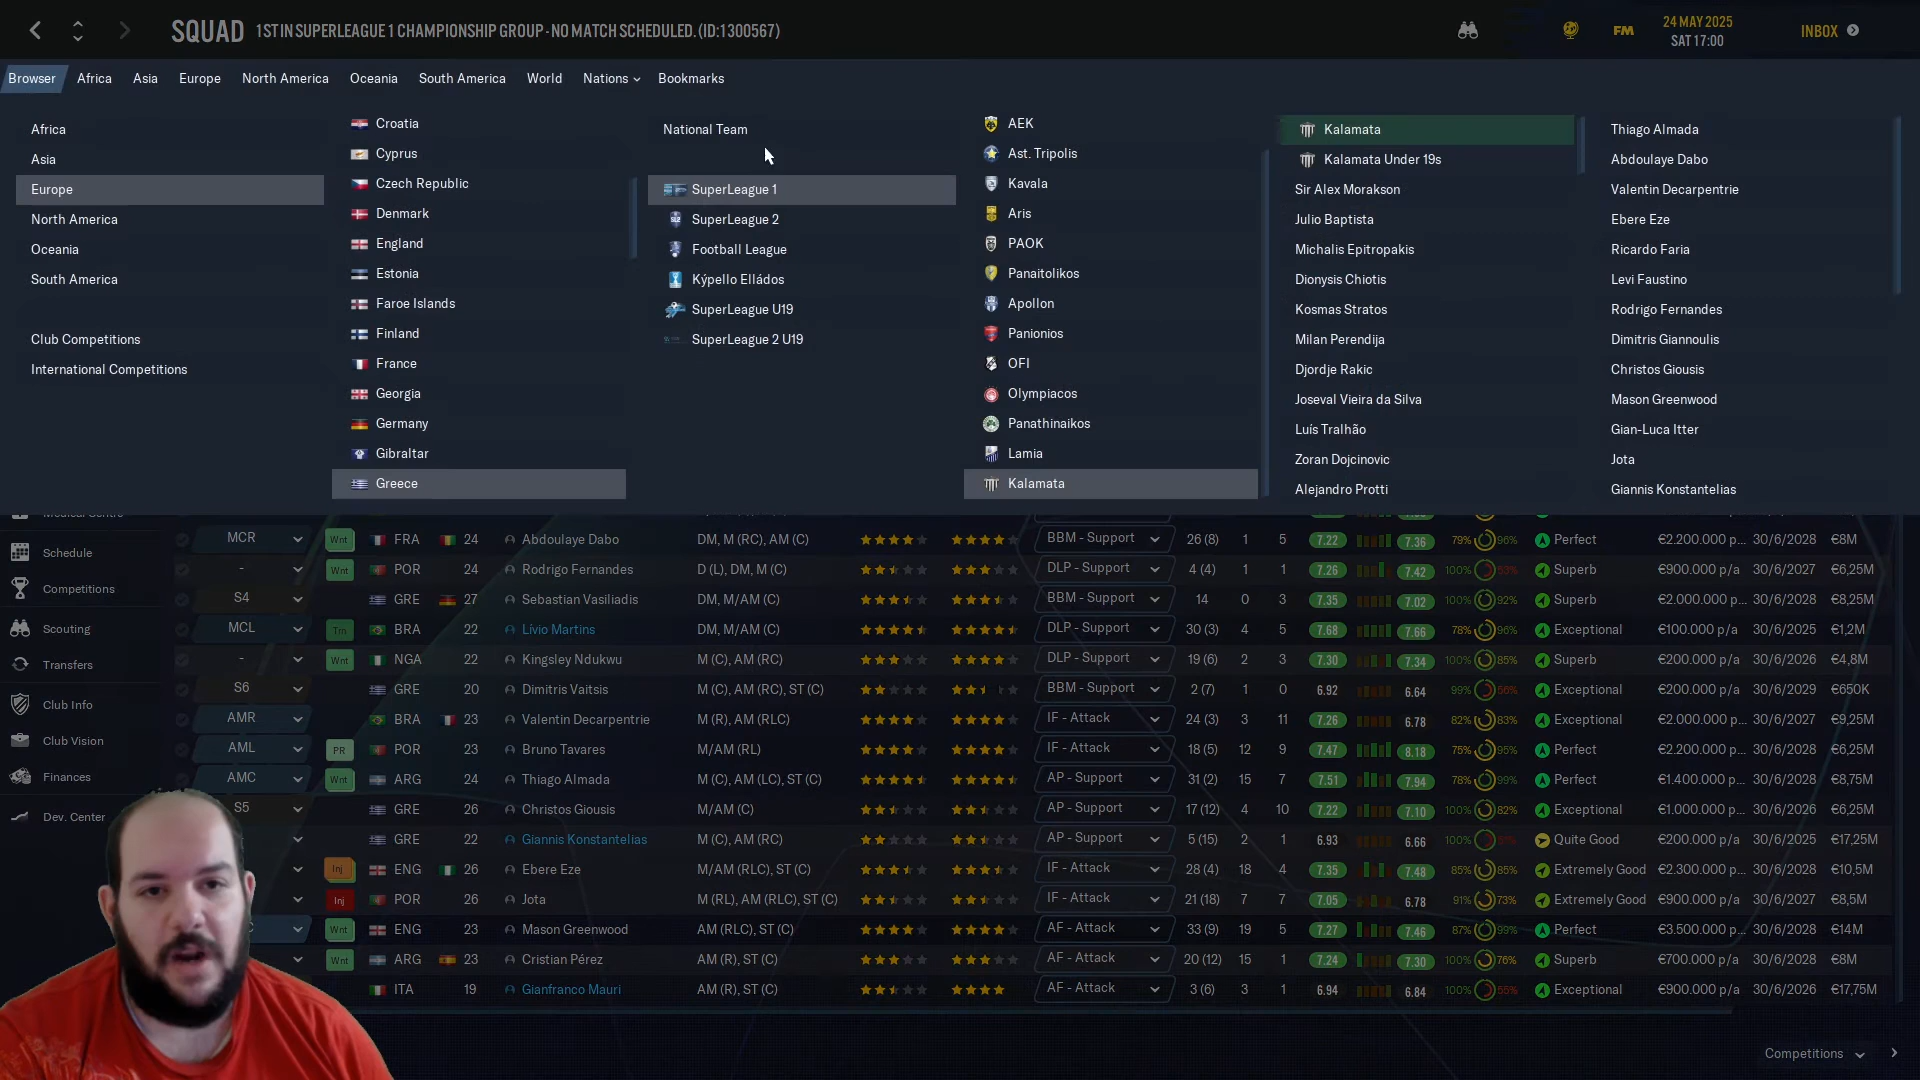 SQUAD 1ST IN SUPERLEAGUE 1 CHAMPIONSHIP GROUP - NO MATCH SCHEDULED. (ID:1300567)
FM
24 MAY 2025
SAT 17:00
INBOX
Browser Africa Asia Europe North America Oceania South America World Nations Bookmarks
Africa
Asia
Europe
North America
Oceania
South America
Club Competitions
International Competitions
Croatia
Cyprus
Czech Republic
Denmark
England
Estonia
Faroe Islands
Finland
France
Georgia
Germany
Gibraltar
Greece
National Team
SuperLeague 1
SuperLeague 2
Football League
Kýpello Elládos
SuperLeague U19
SuperLeague 2 U19
AEK
Ast. Tripolis
Kavala
Aris
PAOK
Panaitolikos
Apollon
Panionios
OFI
Olympiacos
Panathinaikos
Lamia
Kalamata
Kalamata
Kalamata Under 19s
Sir Alex Morakson
Julio Baptista
Michalis Epitropakis
Dionysis Chiotis
Kosmas Stratos
Milan Perendija
Djordje Rakic
Joseval Vieira da Silva
Luís Tralhão
Zoran Dojcinovic
Alejandro Protti
Thiago Almada
Abdoulaye Dabo
Valentin Decarpentrie
Ebere Eze
Ricardo Faria
Levi Faustino
Rodrigo Fernandes
Dimitris Giannoulis
Christos Giousis
Mason Greenwood
Gian-Luca Itter
Jota
Giannis Konstantelias
Schedule
Competitions
Scouting
Transfers
Club Info
Club Vision
Finances
Dev. Center
MCR Wnt FRA 24 Abdoulaye Dabo DM, M (RC), AM (C) BBM - Support 26 (8) 1 5 7.22 7.36 79% 96% Perfect €2.200.000 p/a 30/6/2028 €8M
- Wnt POR 24 Rodrigo Fernandes D (L), DM, M (C) DLP - Support 4 (4) 1 1 7.26 7.42 100% 53% Superb €900.000 p/a 30/6/2027 €6,25M
S4 GRE 27 Sebastian Vasiliadis DM, M/AM (C) BBM - Support 14 0 3 7.35 7.02 100% 92% Superb €2.000.000 p... 30/6/2028 €8,25M
MCL Trn BRA 22 Lívio Martins DM, M/AM (C) DLP - Support 30 (3) 4 5 7.68 7.66 78% 96% Exceptional €100.000 p/a 30/6/2025 €1,2M
- Wnt NGA 22 Kingsley Ndukwu M (C), AM (RC) DLP - Support 19 (6) 2 3 7.30 7.34 100% 85% Superb €200.000 p/a 30/6/2026 €4,8M
S6 GRE 20 Dimitris Vaitsis M (C), AM (RC), ST (C) BBM - Support 2 (7) 1 0 6.92 6.64 99% 56% Exceptional €200.000 p/a 30/6/2029 €650K
AMR BRA 23 Valentin Decarpentrie M (R), AM (RLC) IF - Attack 24 (3) 3 11 7.26 6.78 82% 83% Exceptional €2.000.000 p... 30/6/2027 €9,25M
AML PR POR 23 Bruno Tavares M/AM (RL) IF - Attack 18 (5) 12 9 7.47 8.18 75% 95% Perfect €2.200.000 p... 30/6/2028 €6,25M
AMC Wnt ARG 24 Thiago Almada M (C), AM (LC), ST (C) AP - Support 31 (2) 15 7 7.51 7.94 78% 99% Perfect €1.400.000 p... 30/6/2028 €8,75M
S5 GRE 26 Christos Giousis M/AM (C) AP - Support 17 (12) 4 10 7.22 7.10 100% 82% Exceptional €1.000.000 p... 30/6/2026 €6,25M
GRE 22 Giannis Konstantelias M (C), AM (RC) AP - Support 5 (15) 2 1 6.93 6.66 100% Quite Good €200.000 p/a 30/6/2025 €17,25M
Inj ENG 26 Ebere Eze M/AM (RLC), ST (C) IF - Attack 28 (4) 18 4 7.35 7.48 85% 85% Extremely Good €2.300.000 p... 30/6/2028 €10,5M
Inj POR 26 Jota M (RL), AM (RLC), ST (C) IF - Attack 21 (18) 7 7 7.05 6.78 91% 73% Extremely Good €900.000 p/a 30/6/2027 €8,5M
Wnt ENG 23 Mason Greenwood AM (RLC), ST (C) AF - Attack 33 (9) 19 5 7.27 7.46 87% 99% Perfect €3.500.000 p... 30/6/2028 €14M
Wnt ARG 23 Cristian Pérez AM (R), ST (C) AF - Attack 20 (12) 15 1 7.24 7.30 100% 76% Superb €700.000 p/a 30/6/2028 €8M
ITA 19 Gianfranco Mauri AM (R), ST (C) AF - Attack 3 (6) 3 1 6.94 6.84 100% 55% Exceptional €900.000 p/a 30/6/2026 €17,75M
Competitions